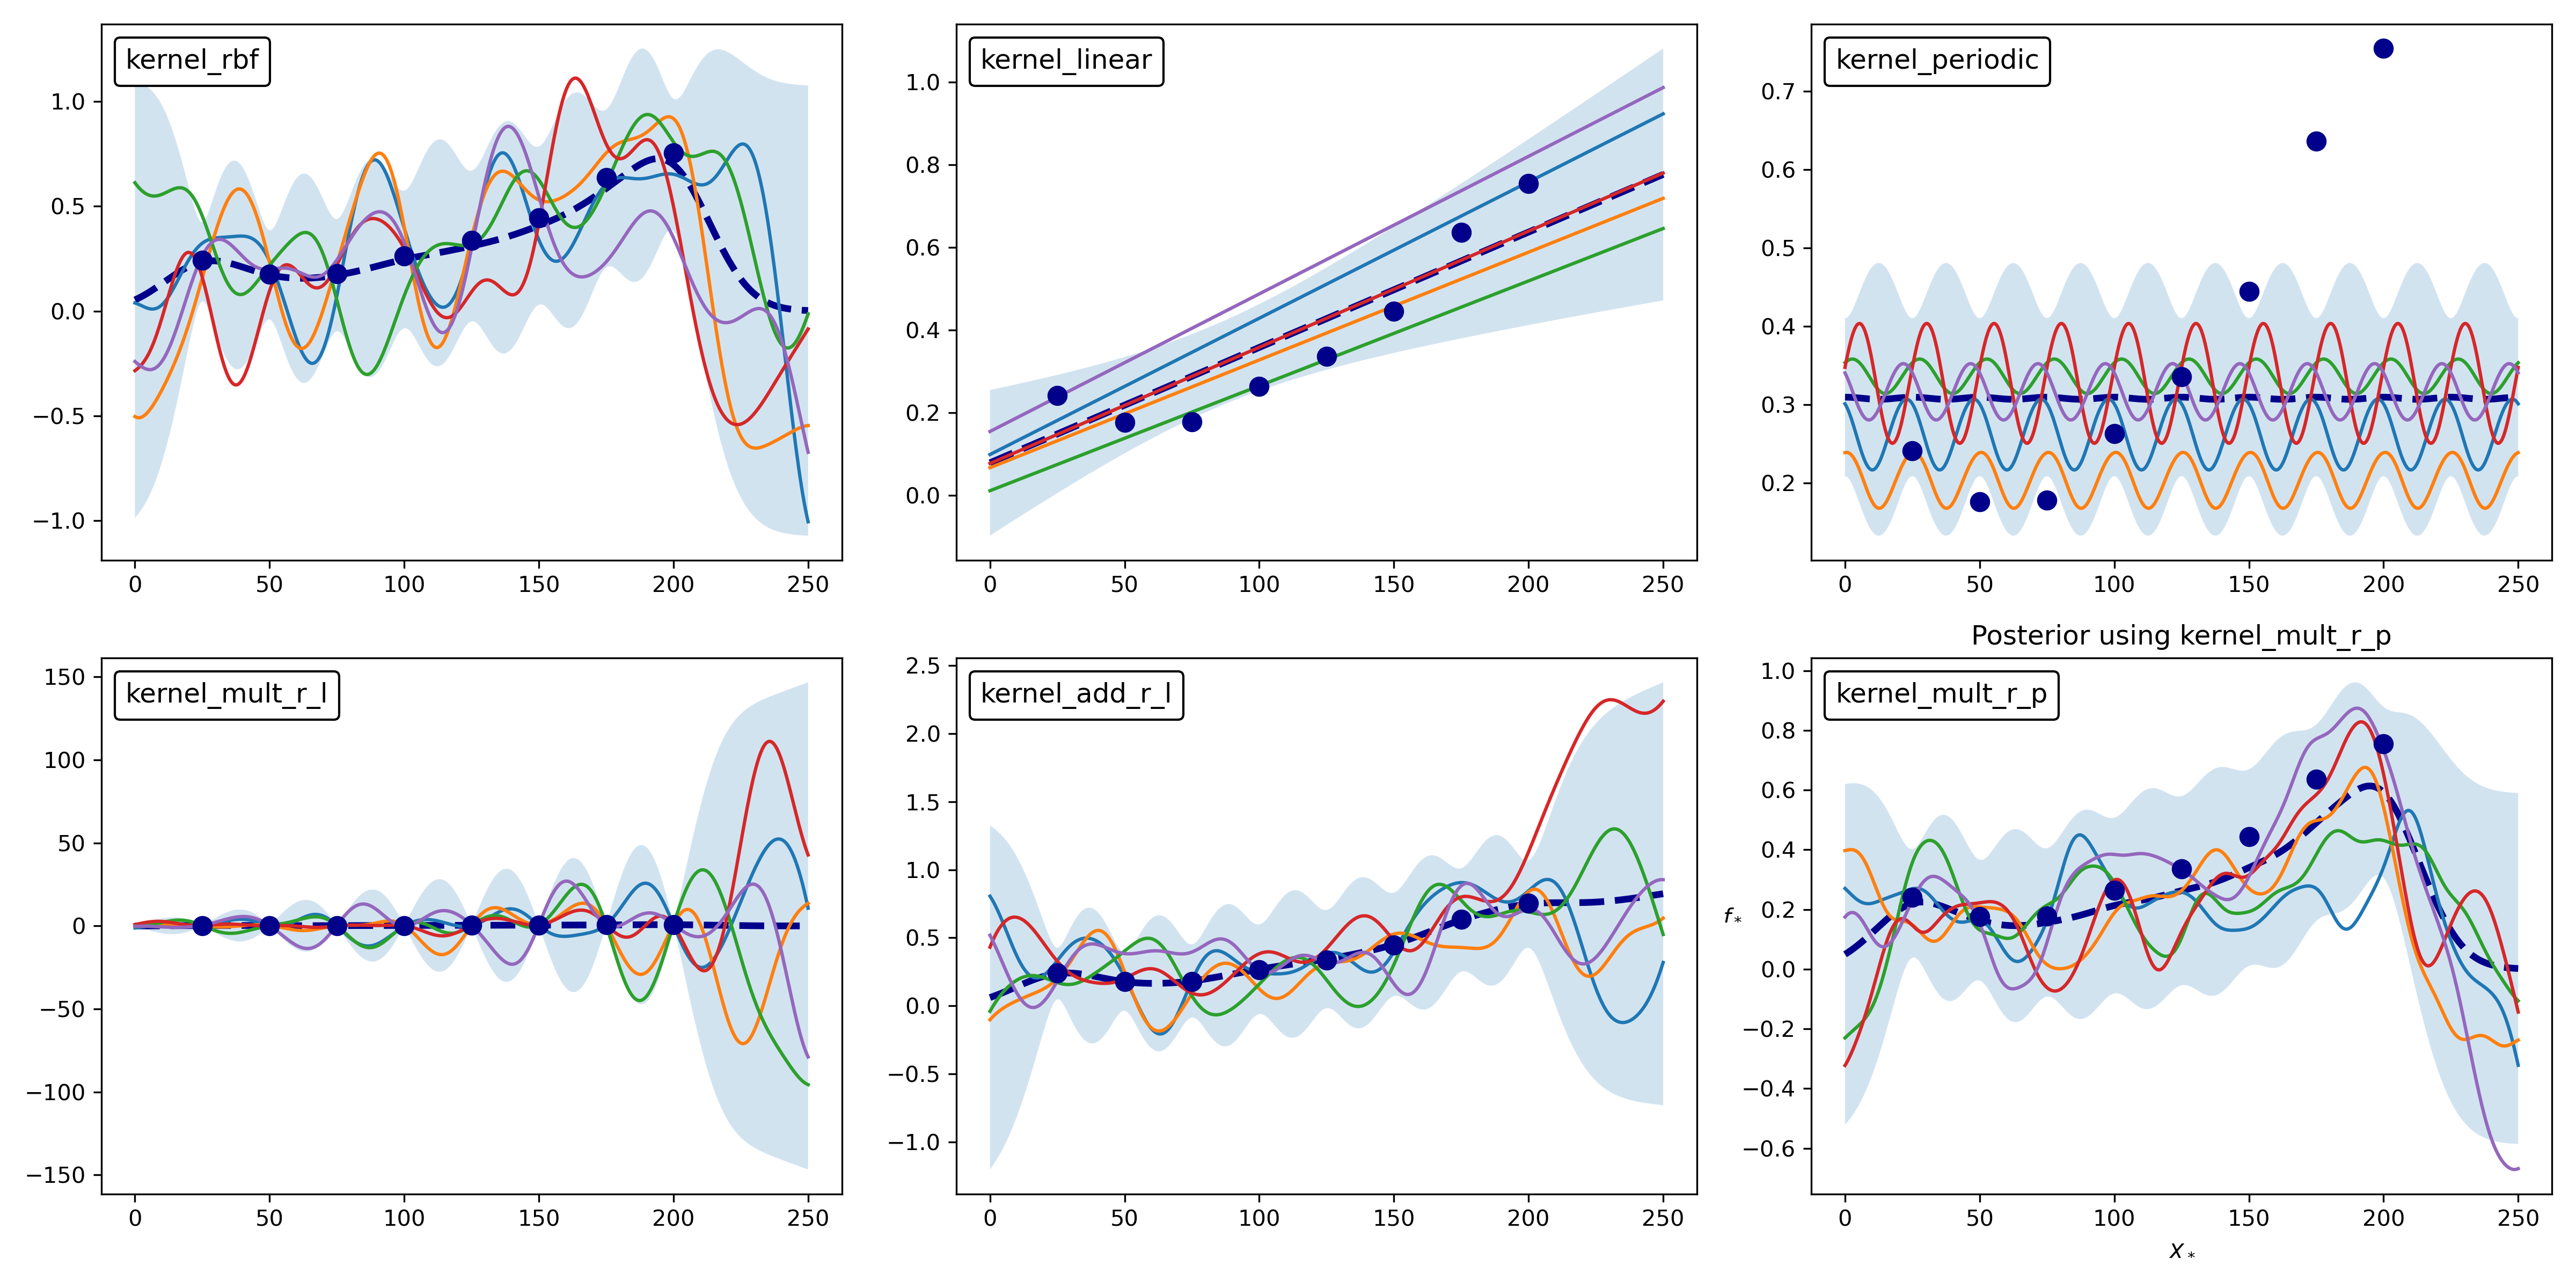 kernel_rbf
1.0
0.5
0.0
−0.5
−1.0
0 50 100 150 200 250
kernel_linear
1.0
0.8
0.6
0.4
0.2
0.0
0 50 100 150 200 250
kernel_periodic
0.7
0.6
0.5
0.4
0.3
0.2
0 50 100 150 200 250
kernel_mult_r_l
150
100
50
0
−50
−100
−150
0 50 100 150 200 250
kernel_add_r_l
2.5
2.0
1.5
1.0
0.5
0.0
−0.5
−1.0
0 50 100 150 200 250
Posterior using kernel_mult_r_p
kernel_mult_r_p
1.0
0.8
0.6
0.4
0.2
0.0
−0.2
−0.4
−0.6
f*
0 50 100 150 200 250
x*